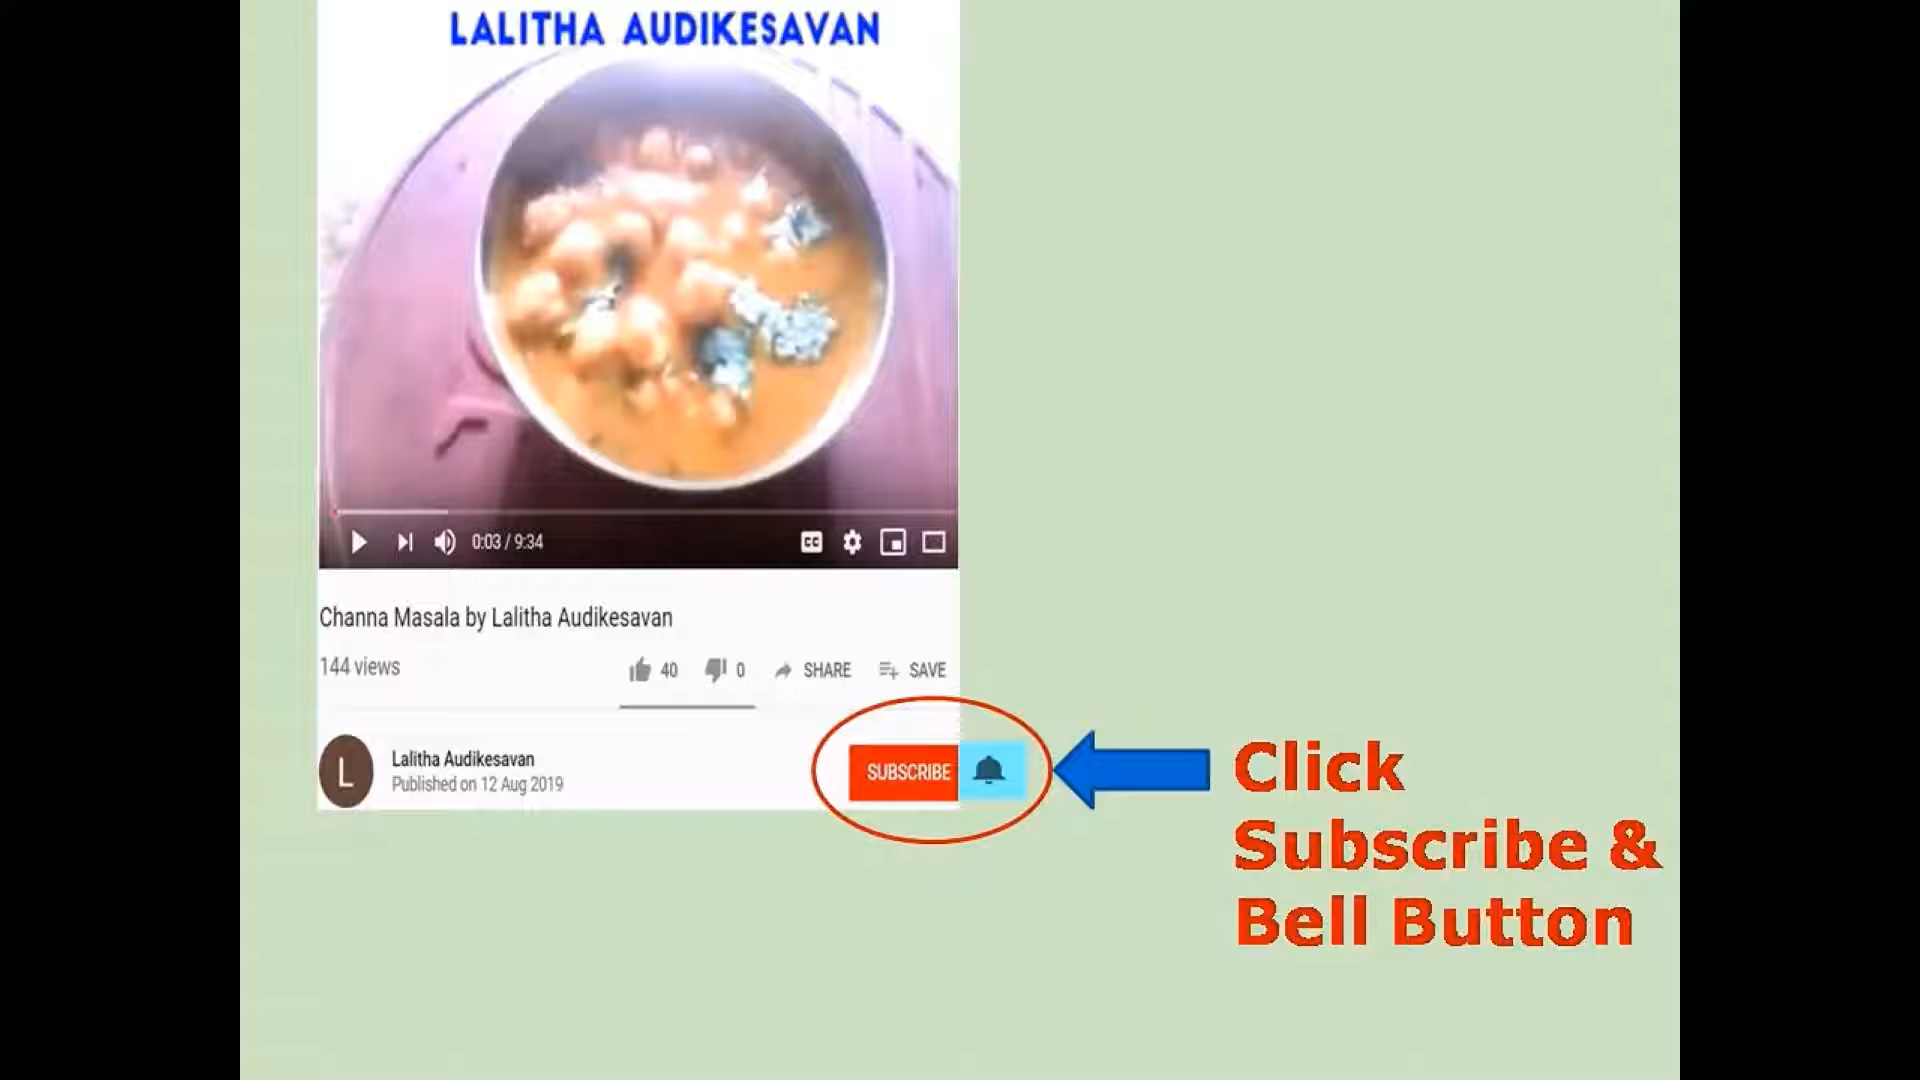 LALITHA AUDIKESAVAN
0:03 / 9:34
CC
Channa Masala by Lalitha Audikesavan
144 views
40
0
SHARE
SAVE
L
Lalitha Audikesavan
Published on 12 Aug 2019
SUBSCRIBE
Click
Subscribe &
Bell Button